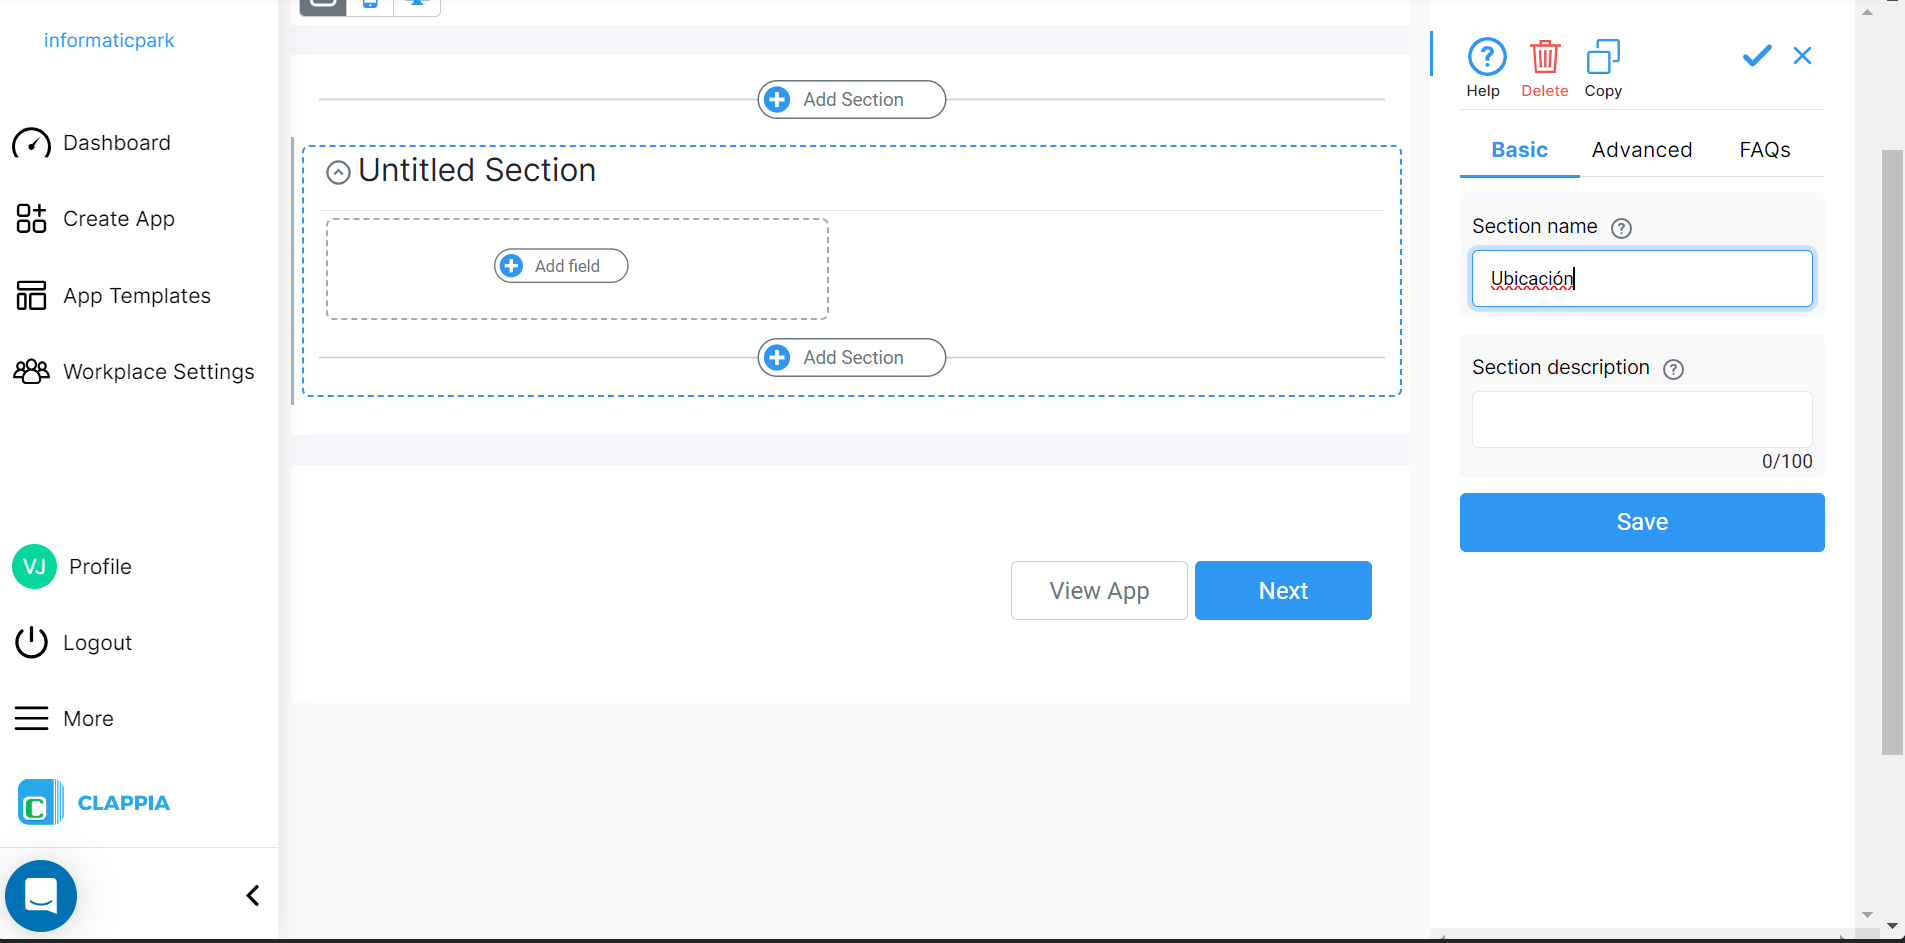 informaticpark
Dashboard
Create App
App Templates
Workplace Settings
VJ Profile
Logout
More
C CLAPPIA
Add Section
Untitled Section
Add field
Add Section
View App
Next
? Help
Delete
Copy
Basic
Advanced
FAQs
Section name ?
Ubicación
Section description ?
0/100
Save